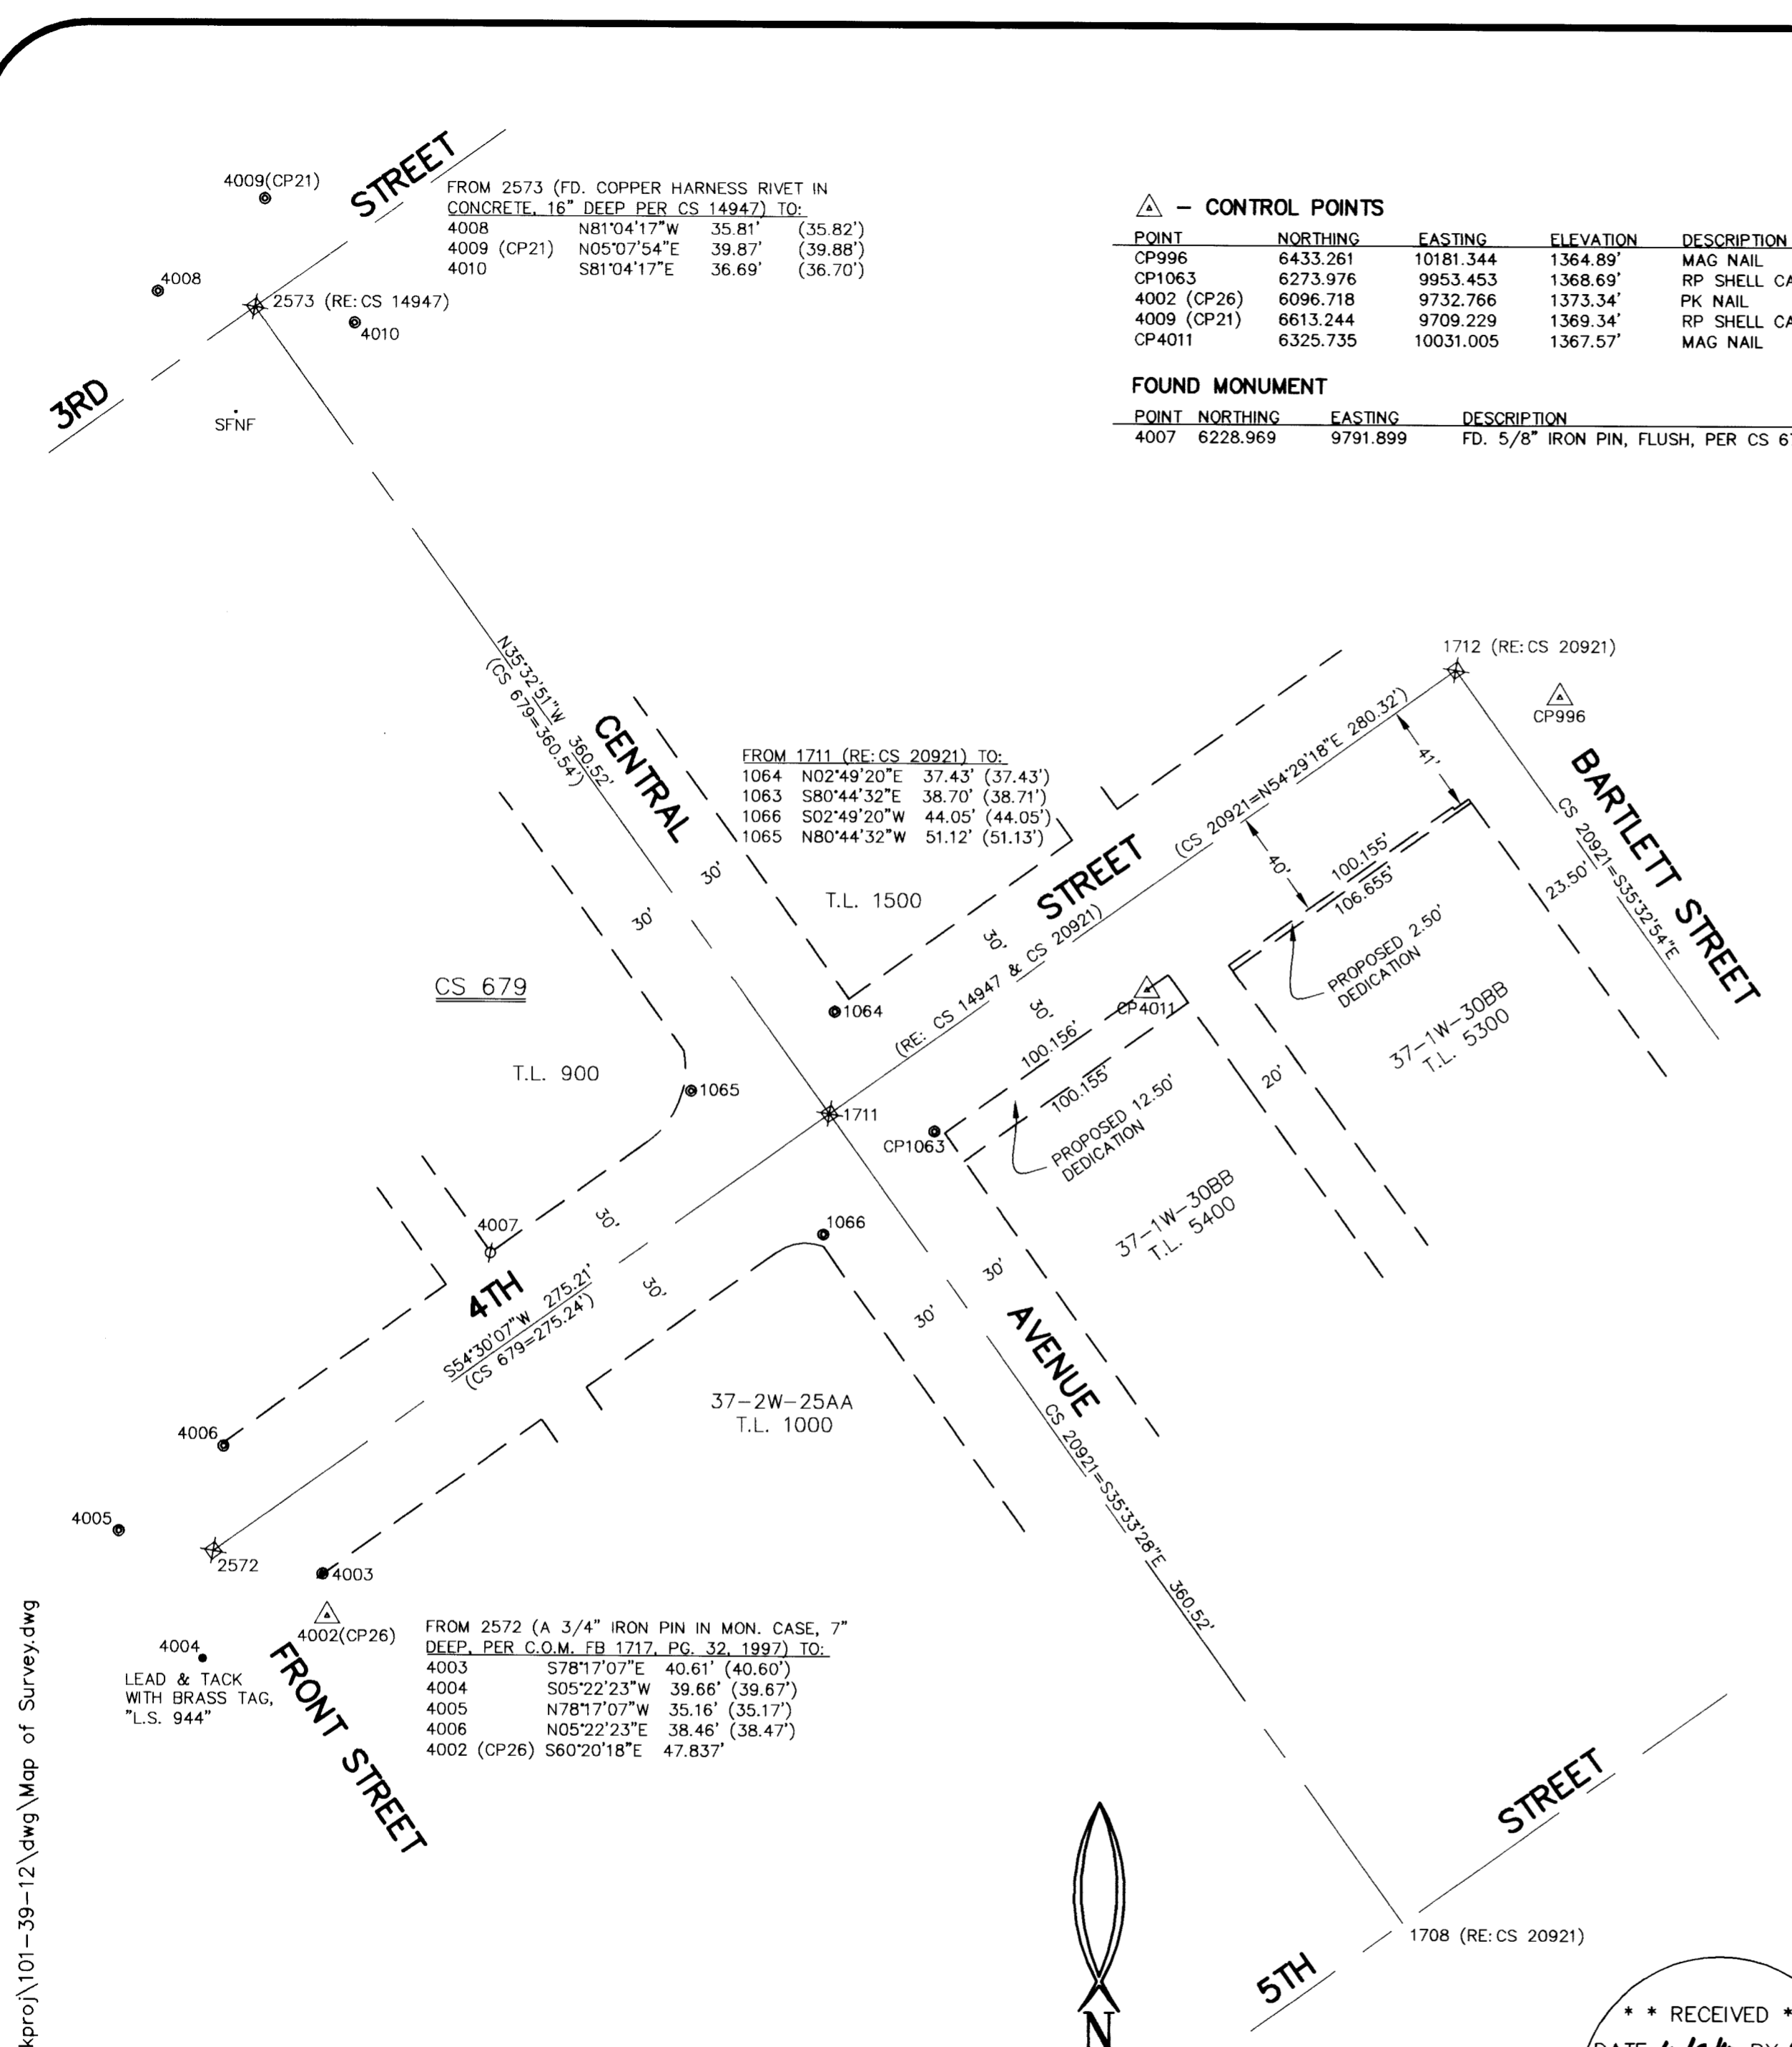 4009(CP21)
STREET
FROM 2573 (FD. COPPER HARNESS RIVET IN
CONCRETE, 16" DEEP PER CS 14947) TO:
4008 N81°04'17"W 35.81' (35.82')
4009 (CP21) N05°07'54"E 39.87' (39.88')
4010 S81°04'17"E 36.69' (36.70')
– CONTROL POINTS
POINT NORTHING EASTING ELEVATION DESCRIPTION
CP996 6433.261 10181.344 1364.89' MAG NAIL
CP1063 6273.976 9953.453 1368.69' RP SHELL CA
4002 (CP26) 6096.718 9732.766 1373.34' PK NAIL
4009 (CP21) 6613.244 9709.229 1369.34' RP SHELL CA
CP4011 6325.735 10031.005 1367.57' MAG NAIL
FOUND MONUMENT
POINT NORTHING EASTING DESCRIPTION
4007 6228.969 9791.899 FD. 5/8" IRON PIN, FLUSH, PER CS 6
4008
2573 (RE:CS 14947)
4010
3RD
SFNF
N35°32'51"W 360.52'
(CS 679=360.54')
CENTRAL
1712 (RE:CS 20921)
CP996
BARTLETT STREET
CS 20921=S35°32'54"E
FROM 1711 (RE:CS 20921) TO:
1064 N02°49'20"E 37.43' (37.43')
1063 S80°44'32"E 38.70' (38.71')
1066 S02°49'20"W 44.05' (44.05')
1065 N80°44'32"W 51.12' (51.13')
(CS 20921=N54°29'18"E 280.32')
41'
40'
100.155'
106.655'
23.50'
30'
30'
T.L. 1500
STREET
30'
(RE: CS 14947 & CS 20921)
30'
PROPOSED 2.50'
DEDICATION
CS 679
1064
CP4011
37-1W-30BB
T.L. 5300
T.L. 900
1065
100.156'
100.155'
20'
1711
CP1063
PROPOSED 12.50'
DEDICATION
37-1W-30BB
T.L. 5400
4007
30'
1066
4TH
30'
S54°30'07"W 275.21'
(CS 679=275.24')
30'
30'
AVENUE
37-2W-25AA
T.L. 1000
CS 20921=S35°33'28"E 360.52'
4006
4005
2572
4003
4002(CP26)
4004
LEAD & TACK
WITH BRASS TAG,
"L.S. 944"
FRONT STREET
FROM 2572 (A 3/4" IRON PIN IN MON. CASE, 7"
DEEP, PER C.O.M. FB 1717, PG. 32, 1997) TO:
4003 S78°17'07"E 40.61' (40.60')
4004 S05°22'23"W 39.66' (39.67')
4005 N78°17'07"W 35.16' (35.17')
4006 N05°22'23"E 38.46' (38.47')
4002 (CP26) S60°20'18"E 47.837'
kproj\101-39-12\dwg\Map of Survey.dwg
STREET
1708 (RE:CS 20921)
5TH
N
* * RECEIVED *